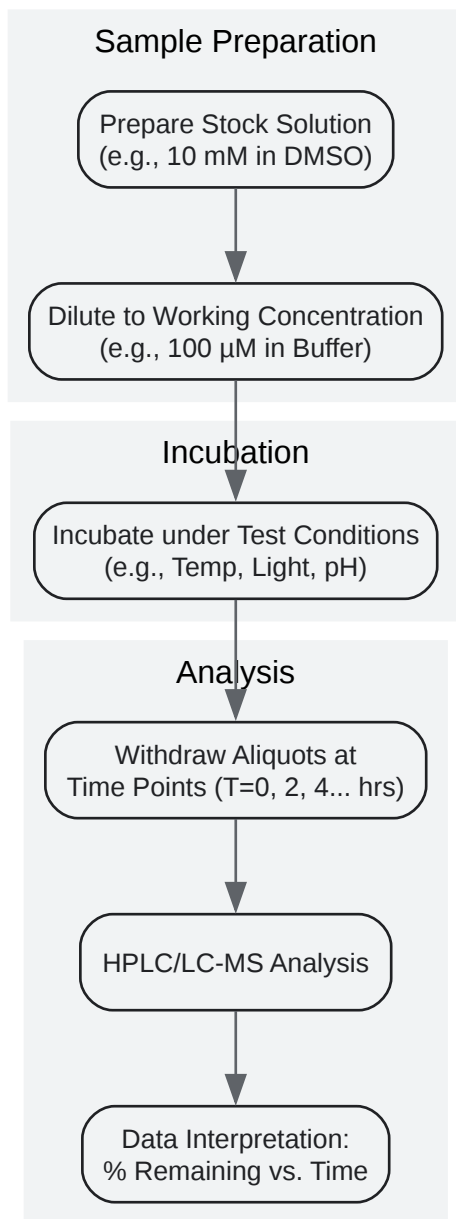 Sample Preparation
Prepare Stock Solution
(e.g., 10 mM in DMSO)
Dilute to Working Concentration
(e.g., 100 µM in Buffer)
Incubation
Incubate under Test Conditions
(e.g., Temp, Light, pH)
Analysis
Withdraw Aliquots at
Time Points (T=0, 2, 4... hrs)
HPLC/LC-MS Analysis
Data Interpretation:
% Remaining vs. Time